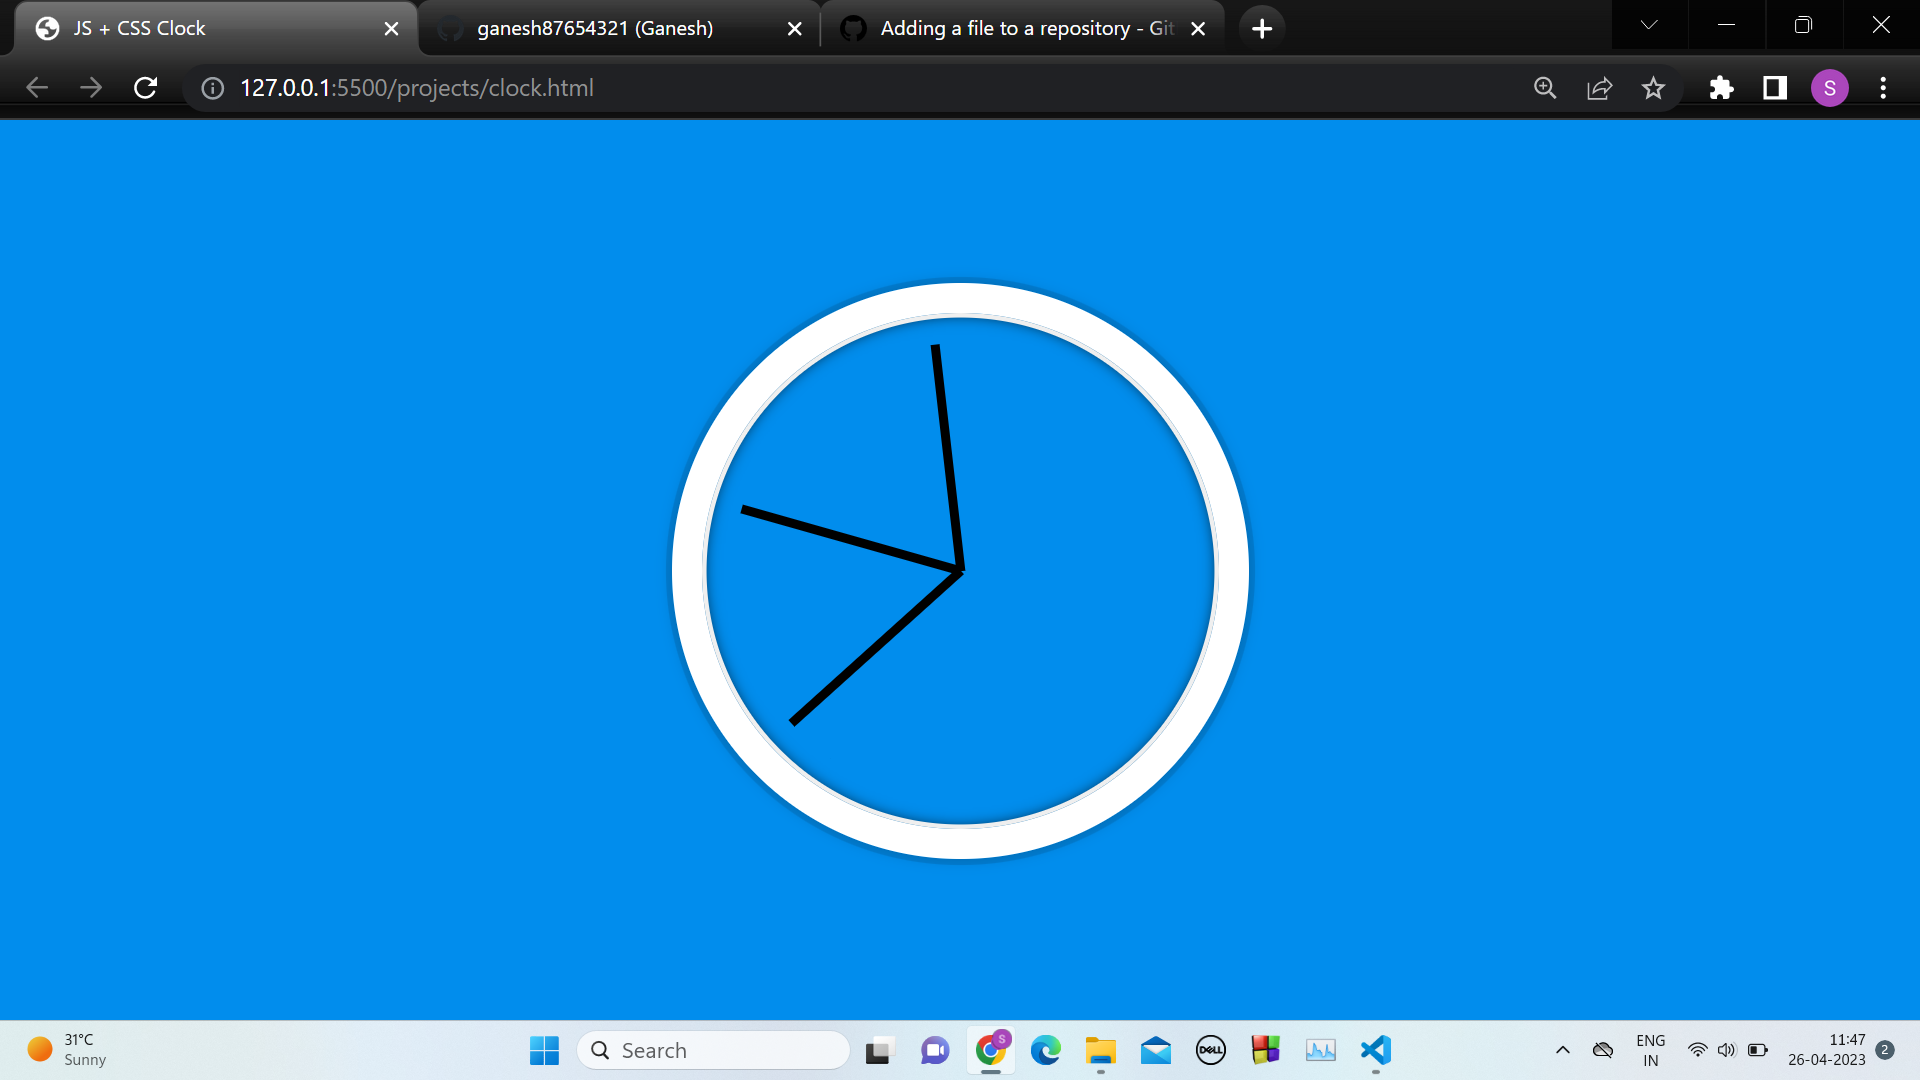 JS + CSS Clock
ganesh87654321 (Ganesh)
Adding a file to a repository - Git
127.0.0.1:5500/projects/clock.html
S
31°C
Sunny
Search
S
DELL
ENG
IN
11:47
26-04-2023
2